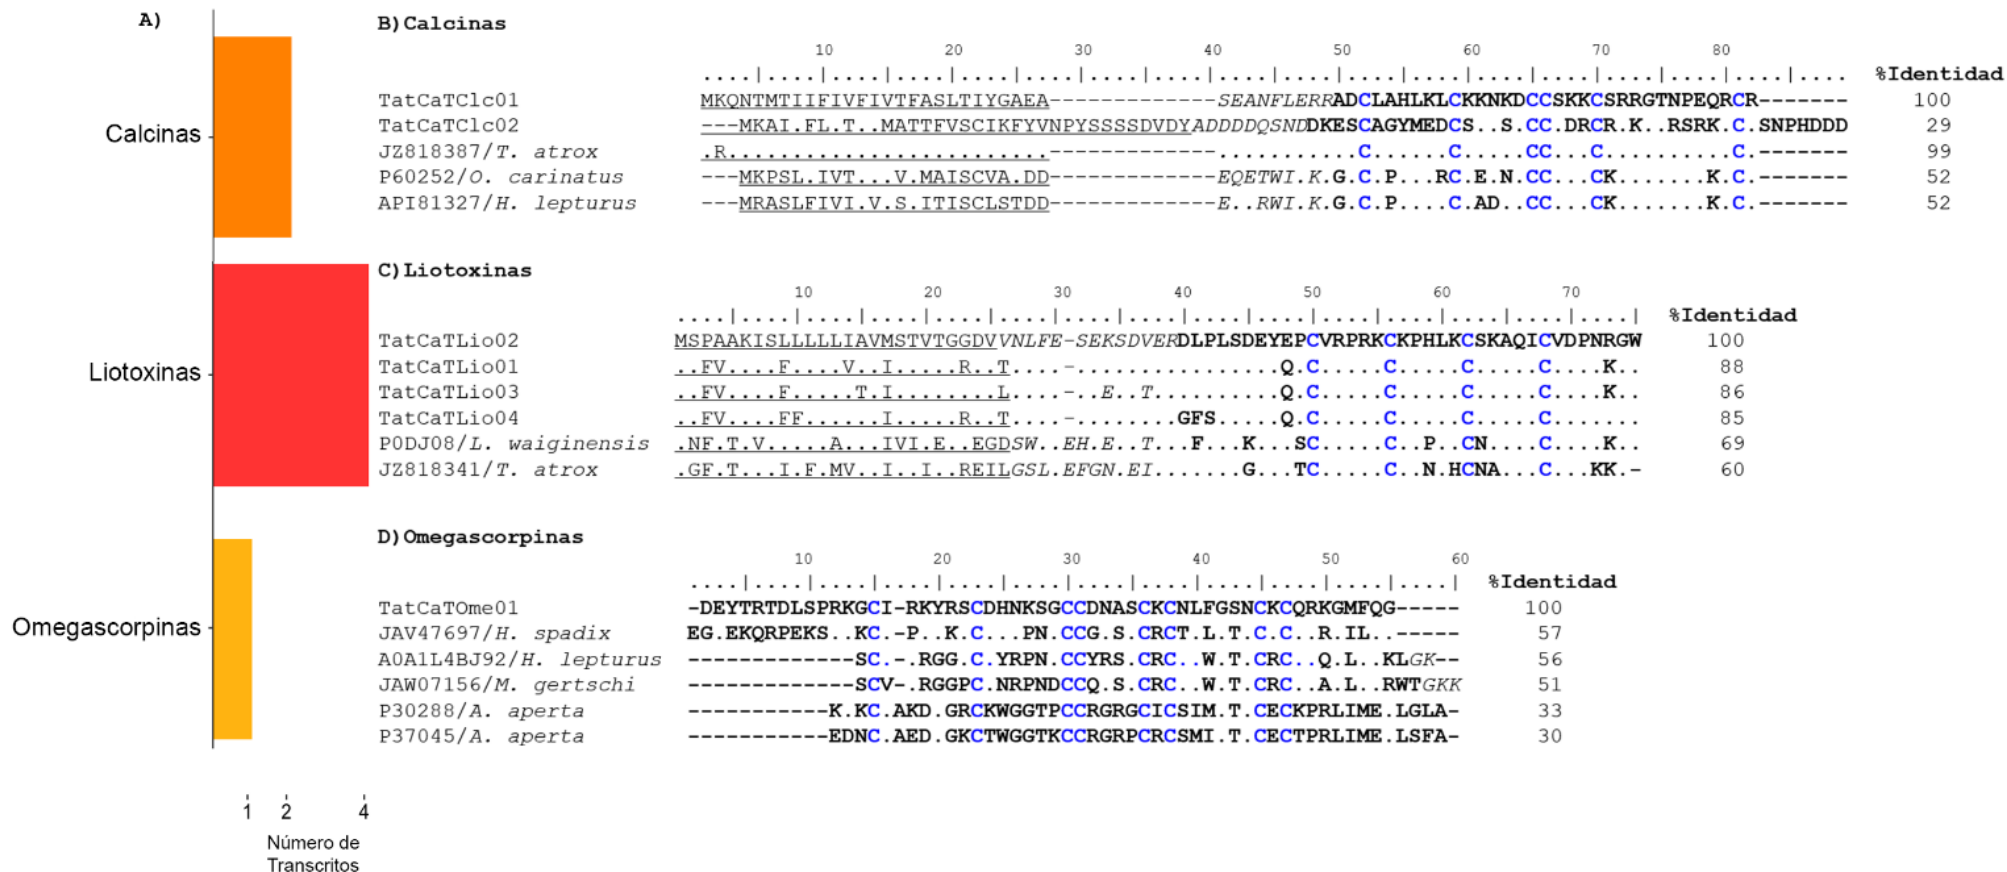 A)
Calcinas
Liotoxinas
Omegascorpinas
1 2 4
Número de
Transcritos
B)Calcinas
10 20 30 40 50 60 70 80
....|....|....|....|....|....|....|....|....|....|....|....|....|....|....|....|....|.... %Identidad
TatCaTClc01 MKQNTMTIIFIVFIVTFASLTIYGAEA-------------SEANFLERRADCLAHLKLCKKNKDCCSKKCSRRGTNPEQRCR------- 100
TatCaTClc02 ---MKAI.FL.T..MATTFVSCIKFYVNPYSSSSDVDYADDDDQSNDDKESCAGYMEDCS..S.CC.DRCR.K..RSRK.C.SNPHDDD 29
JZ818387/T. atrox .R.........................-------------...........C......C.....CC...C..........C.------- 99
P60252/O. carinatus ---MKPSL.IVT...V.MAISCVA.DD-------------EQETWI.K.G.C.P...RC.E.N.CC...CK.......K.C.------- 52
API81327/H. lepturus ---MRASLFIVI.V.S.ITISCLSTDD-------------E..RWI.K.G.C.P....C.AD..CC...CK.......K.C.------- 52
C)Liotoxinas
10 20 30 40 50 60 70
....|....|....|....|....|....|....|....|....|....|....|....|....|....|....| %Identidad
TatCaTLio02 MSPAAKISLLLLLIAVMSTVTGGDVVNLFE-SEKSDVERDLPLSDEYEPCVRPRKCKPHLKCSKAQICVDPNRGW 100
TatCaTLio01 ..FV....F....V..I.....R..T....-................Q.C.....C.....C.....C....K.. 88
TatCaTLio03 ..FV....F.....T.I........L....-..E..T..........Q.C.....C.....C.....C....K.. 86
TatCaTLio04 ..FV....FF......I.....R..T....-........GFS.....Q.C.....C.....C.....C....... 85
P0DJ08/L. waiginensis .NF.T.V.....A...IVI.E..EGDSW..EH.E..T...F...K...SC.....C..P..CN....C....K.. 69
JZ818341/T. atrox .GF.T...I.F.MV..I..I..REILGSL.EFGN.EI.......G...TC.....C..N.HCNA...C...KK.- 60
D)Omegascorpinas
10 20 30 40 50 60
....|....|....|....|....|....|....|....|....|....|....|....| %Identidad
TatCaTOme01 -DEYTRTDLSPRKGCI-RKYRSCDHNKSGCCDNASCKCNLFGSNCKCQRKGMFQG----- 100
JAV47697/H. spadix EG.EKQRPEKS..KC.-P..K.C...PN.CCG.S.CRCT.L.T.C.C..R.IL..----- 57
A0A1L4BJ92/H. lepturus -------------SC.-.RGG.C.YRPN.CCYRS.CRC..W.T.CRC..Q.L..KLGK-- 56
JAW07156/M. gertschi -------------SCV-.RGGPC.NRPNDCCQ.S.CRC..W.T.CRC..A.L..RWTGKK 51
P30288/A. aperta -----------K.KC.AKD.GRCKWGGTPCCRGRGCICSIM.T.CECKPRLIME.LGLA- 33
P37045/A. aperta -----------EDNC.AED.GKCTWGGTKCCRGRPCRCSMI.T.CECTPRLIME.LSFA- 30